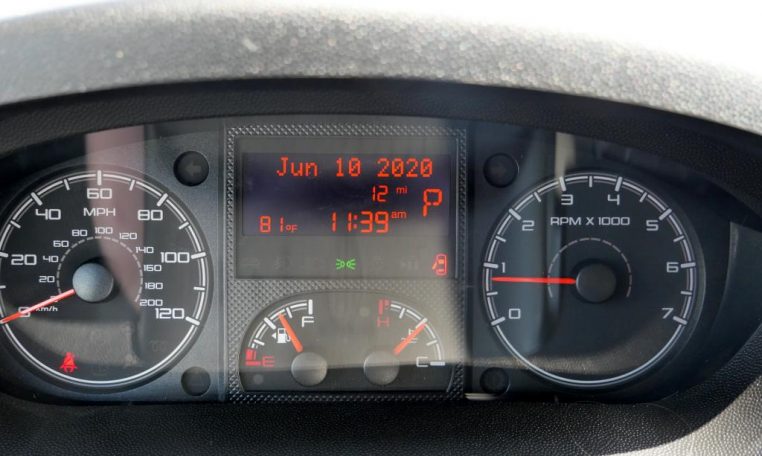 Jun 10 2020
12 mi
P
81°F 11:39 am
0 20 40 60 80 100 120
MPH
20 40 60 80 100 120 140 160 180 200
km/h
0 1 2 3 4 5 6 7
RPM X 1000
E F
H C